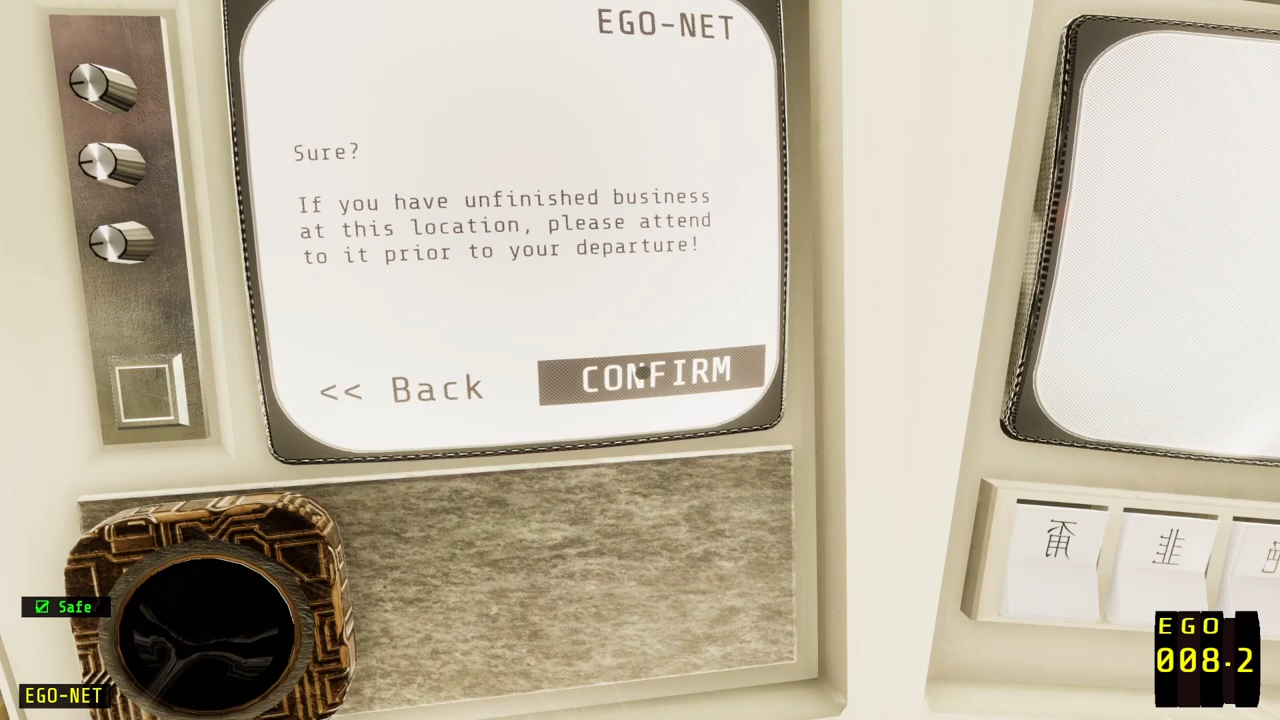 EGO-NET
Sure?
If you have unfinished business
at this location, please attend
to it prior to your departure!
<< Back
CONFIRM
Safe
EGO-NET
EGO
008.2